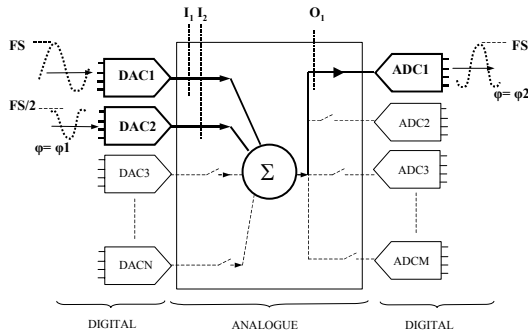 I1 I2 O1
FS FS
DAC1 ADC1
FS/2
φ= φ2
DAC2 ADC2
φ= φ1
DAC3 Σ ADC3
DACN ADCM
DIGITAL ANALOGUE DIGITAL